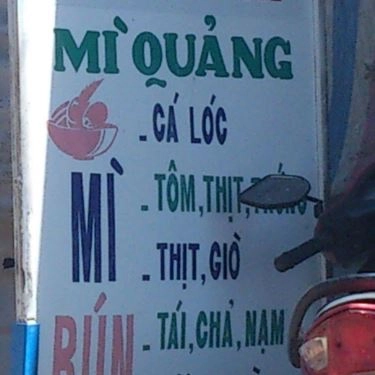 MÌ QUẢNG
- CÁ LÓC
MÌ
- TÔM, THỊT,
- THỊT, GIÒ
BÚN
- TÁI, CHẢ, NẠM